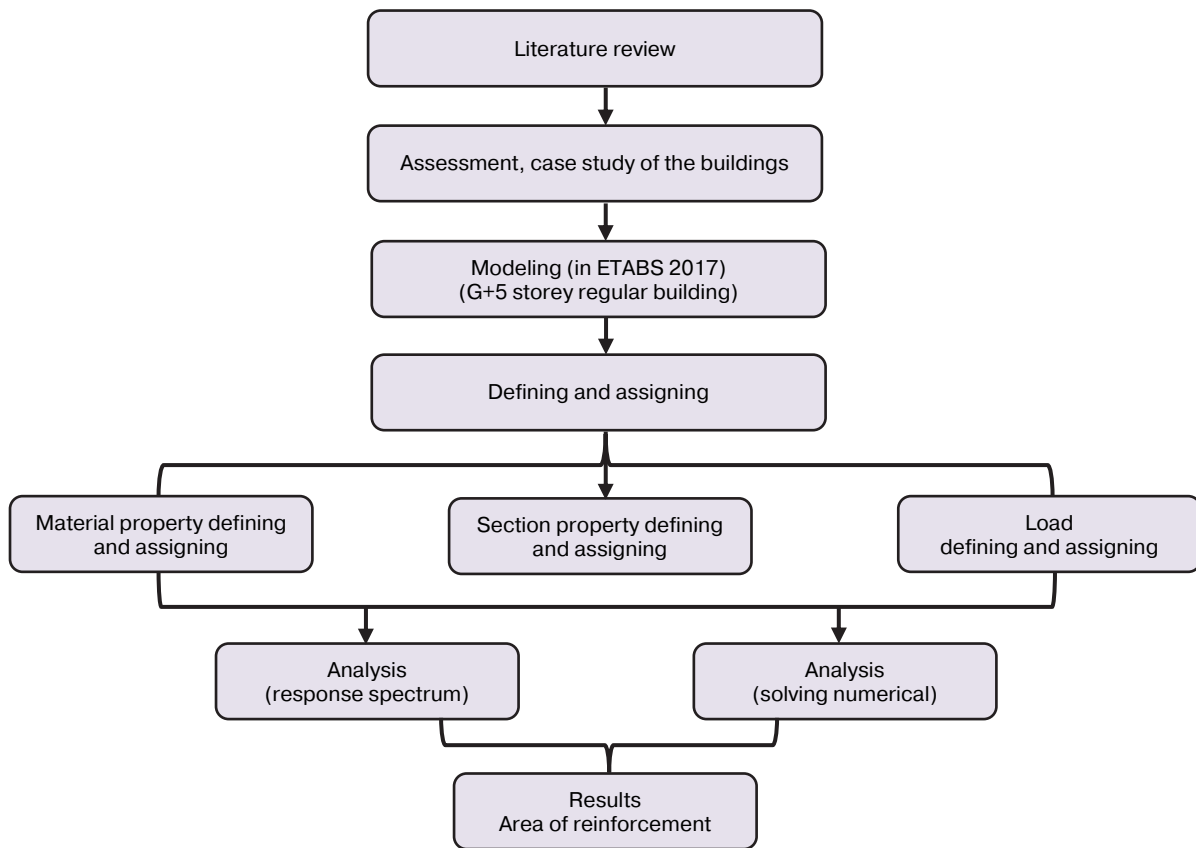 Literature review
Assessment, case study of the buildings
Modeling (in ETABS 2017)
(G+5 storey regular building)
Defining and assigning
Material property defining
and assigning
Section property defining
and assigning
Load
defining and assigning
Analysis
(response spectrum)
Analysis
(solving numerical)
Results
Area of reinforcement